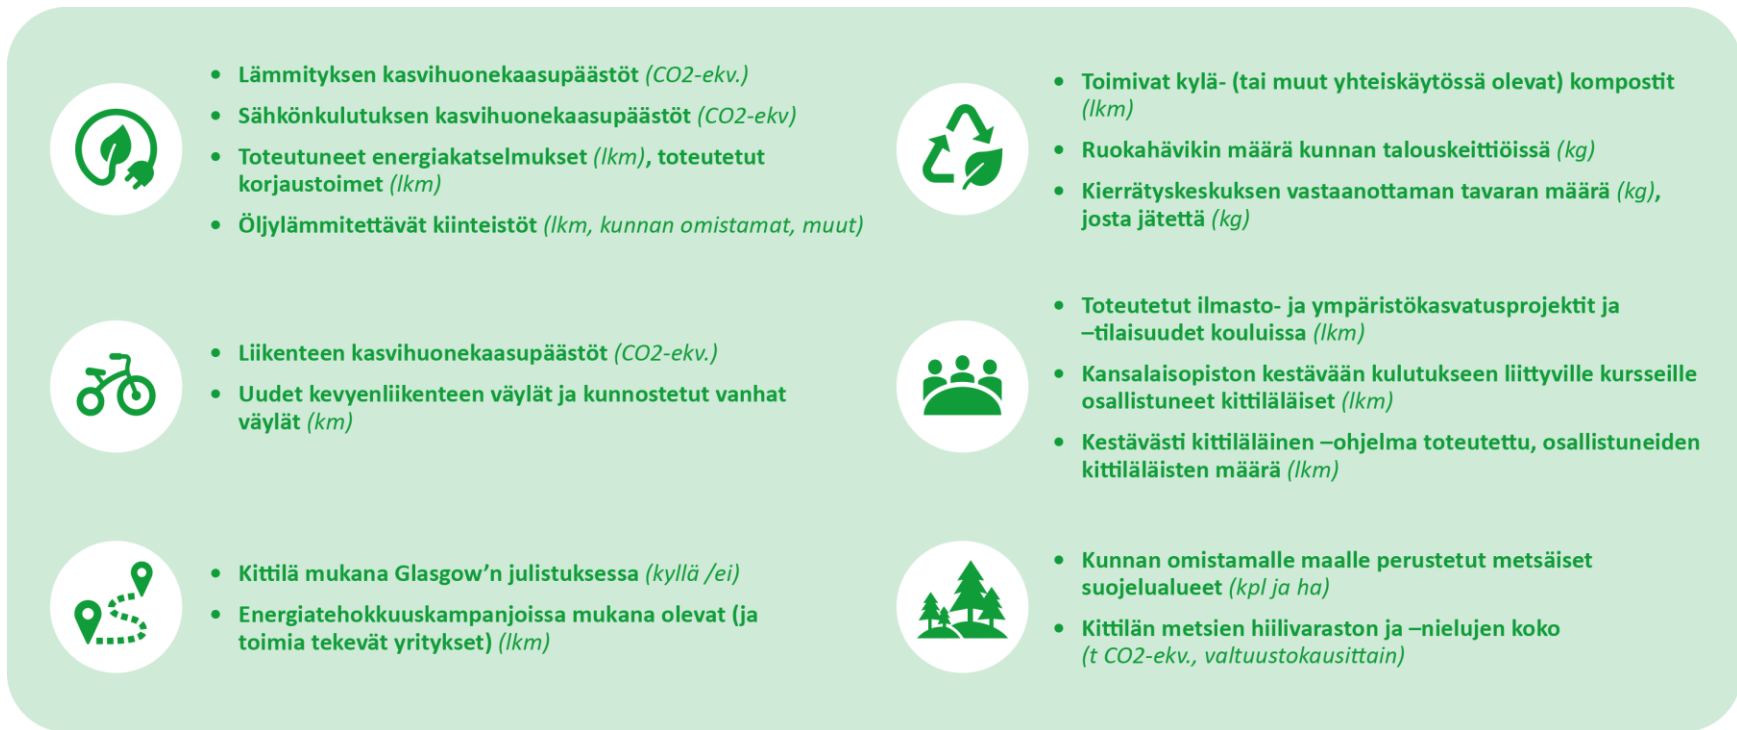 • Lämmityksen kasvihuonekaasupäästöt (CO2-ekv.)
• Sähkönkulutuksen kasvihuonekaasupäästöt (CO2-ekv)
• Toteutuneet energiakatselmukset (lkm), toteutetut
korjaustoimet (lkm)
• Öljylämmitettävät kiinteistöt (lkm, kunnan omistamat, muut)
• Liikenteen kasvihuonekaasupäästöt (CO2-ekv.)
• Uudet kevyenliikenteen väylät ja kunnostetut vanhat
väylät (km)
• Kittilä mukana Glasgow’n julistuksessa (kyllä /ei)
• Energiatehokkuuskampanjoissa mukana olevat (ja
toimia tekevät yritykset) (lkm)
• Toimivat kylä- (tai muut yhteiskäytössä olevat) kompostit
(lkm)
• Ruokahävikin määrä kunnan talouskeittiöissä (kg)
• Kierrätyskeskuksen vastaanottaman tavaran määrä (kg),
josta jätettä (kg)
• Toteutetut ilmasto- ja ympäristökasvatusprojektit ja
–tilaisuudet kouluissa (lkm)
• Kansalaisopiston kestävään kulutukseen liittyville kursseille
osallistuneet kittiläläiset (lkm)
• Kestävästi kittiläläinen –ohjelma toteutettu, osallistuneiden
kittiläläisten määrä (lkm)
• Kunnan omistamalle maalle perustetut metsäiset
suojelualueet (kpl ja ha)
• Kittilän metsien hiilivaraston ja –nielujen koko
(t CO2-ekv., valtuustokausittain)